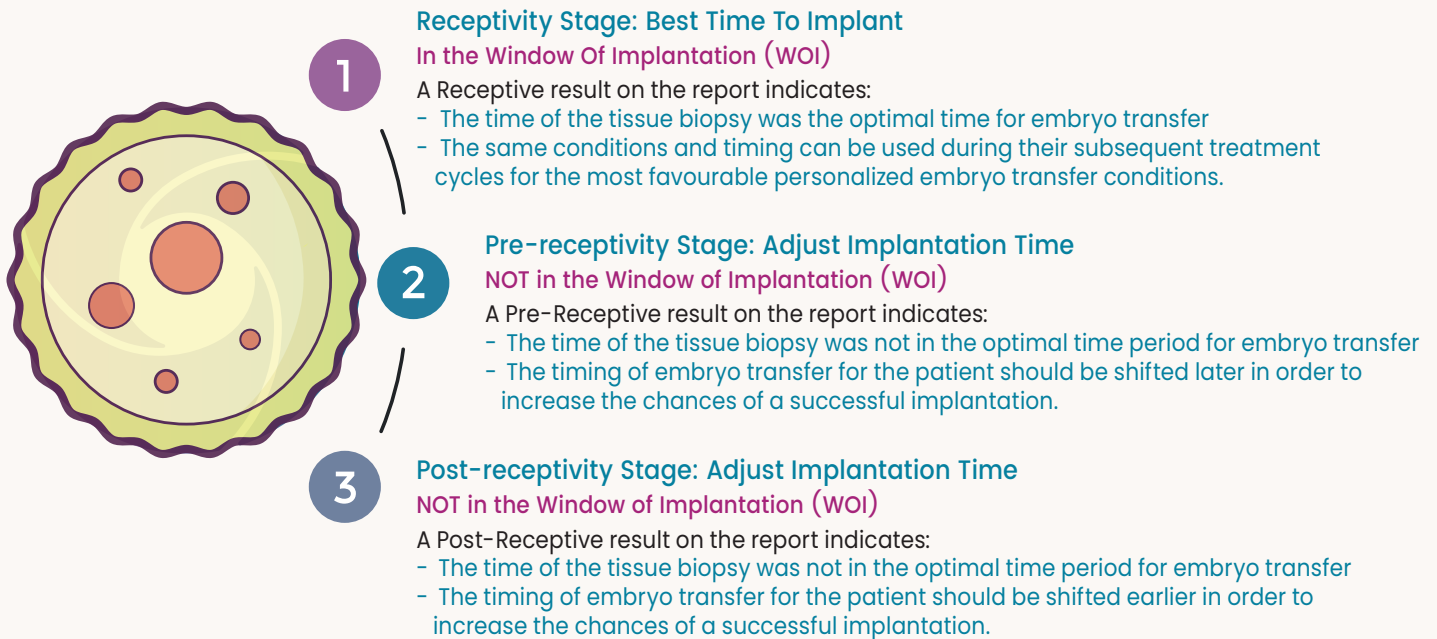 1
Receptivity Stage: Best Time To Implant
In the Window Of Implantation (WOI)
A Receptive result on the report indicates:
- The time of the tissue biopsy was the optimal time for embryo transfer
- The same conditions and timing can be used during their subsequent treatment
cycles for the most favourable personalized embryo transfer conditions.
2
Pre-receptivity Stage: Adjust Implantation Time
NOT in the Window of Implantation (WOI)
A Pre-Receptive result on the report indicates:
- The time of the tissue biopsy was not in the optimal time period for embryo transfer
- The timing of embryo transfer for the patient should be shifted later in order to
increase the chances of a successful implantation.
3
Post-receptivity Stage: Adjust Implantation Time
NOT in the Window of Implantation (WOI)
A Post-Receptive result on the report indicates:
- The time of the tissue biopsy was not in the optimal time period for embryo transfer
- The timing of embryo transfer for the patient should be shifted earlier in order to
increase the chances of a successful implantation.